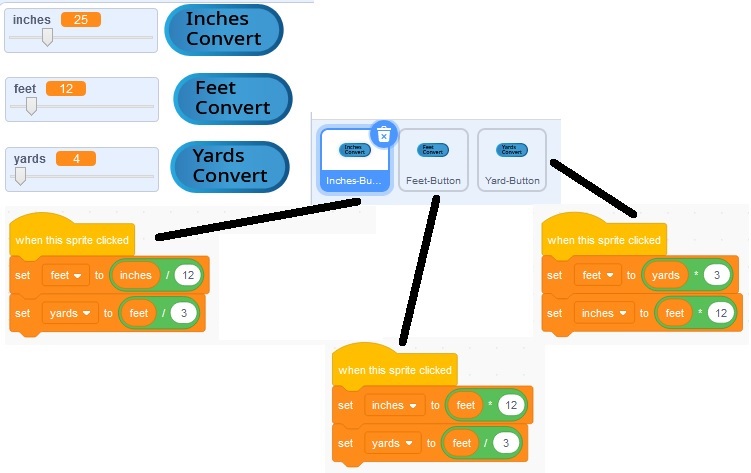 inches 25
Inches
Convert
feet 12
Feet
Convert
yards 4
Yards
Convert
Inches
Convert
Feet
Convert
Yards
Convert
Inches-Bu... Feet-Button Yard-Button
when this sprite clicked
set feet to inches / 12
set yards to feet / 3
when this sprite clicked
set feet to yards * 3
set inches to feet * 12
when this sprite clicked
set inches to feet * 12
set yards to feet / 3